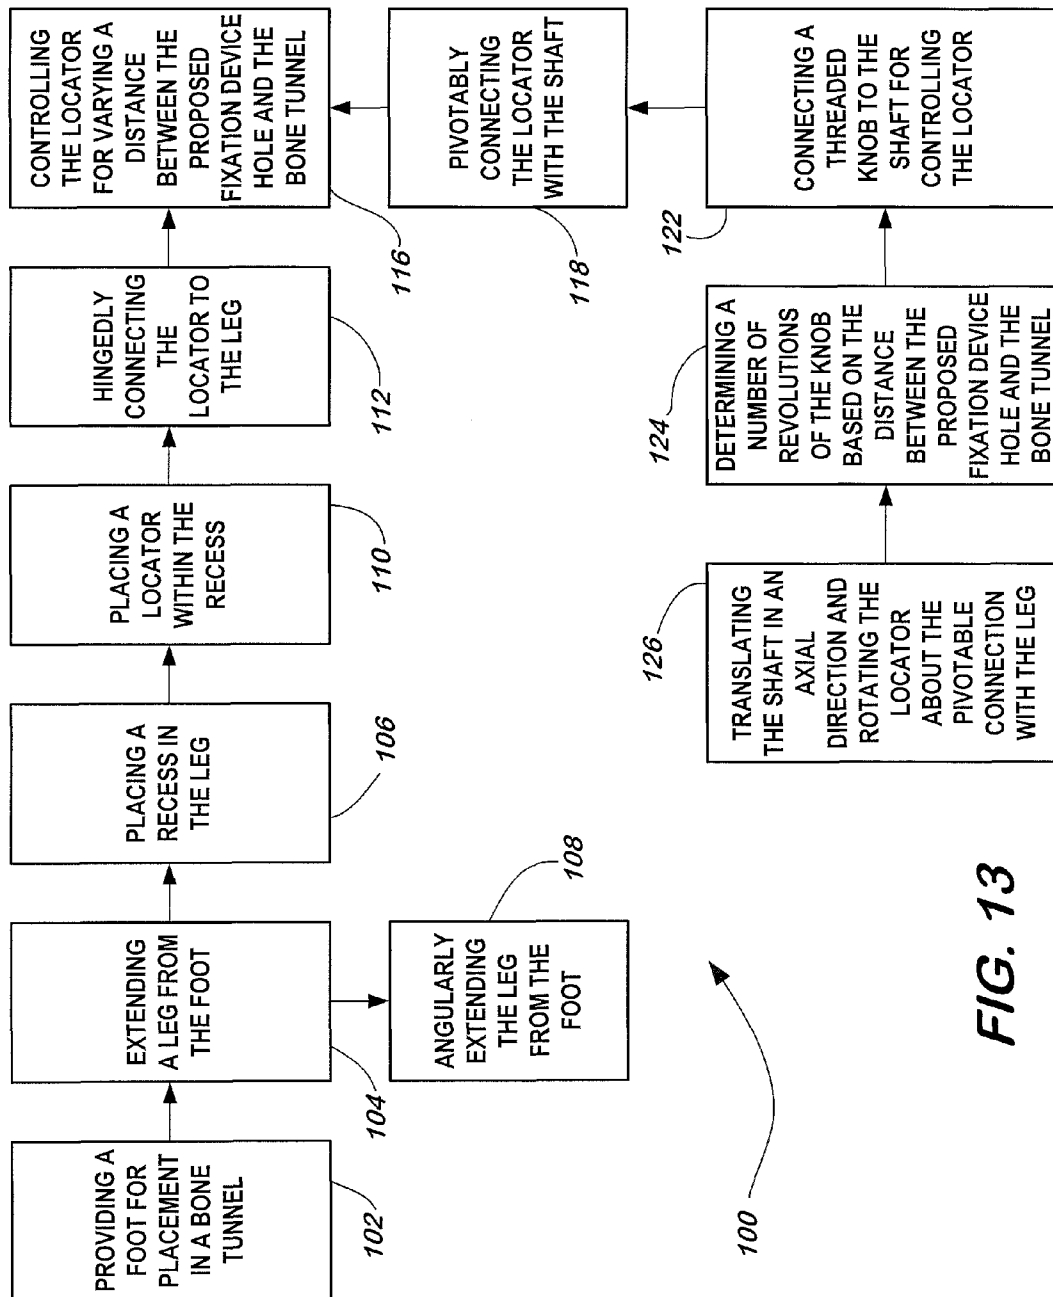 PROVIDING A
FOOT FOR
PLACEMENT
IN A BONE
TUNNEL
102
EXTENDING
A LEG FROM
THE FOOT
104
ANGULARLY
EXTENDING
THE LEG
FROM THE
FOOT
108
PLACING A
RECESS IN
THE LEG
106
PLACING A
LOCATOR
WITHIN THE
RECESS
110
HINGEDLY
CONNECTING
THE
LOCATOR TO
THE LEG
112
CONTROLLING
THE LOCATOR
FOR VARYING A
DISTANCE
BETWEEN THE
PROPOSED
FIXATION DEVICE
HOLE AND THE
BONE TUNNEL
116
PIVOTABLY
CONNECTING
THE LOCATOR
WITH THE SHAFT
118
CONNECTING A
THREADED
KNOB TO THE
SHAFT FOR
CONTROLLING
THE LOCATOR
122
DETERMINING A
NUMBER OF
REVOLUTIONS
OF THE KNOB
BASED ON THE
DISTANCE
BETWEEN THE
PROPOSED
FIXATION DEVICE
HOLE AND THE
BONE TUNNEL
124
TRANSLATING
THE SHAFT IN AN
AXIAL
DIRECTION AND
ROTATING THE
LOCATOR
ABOUT THE
PIVOTABLE
CONNECTION
WITH THE LEG
126
100
FIG. 13